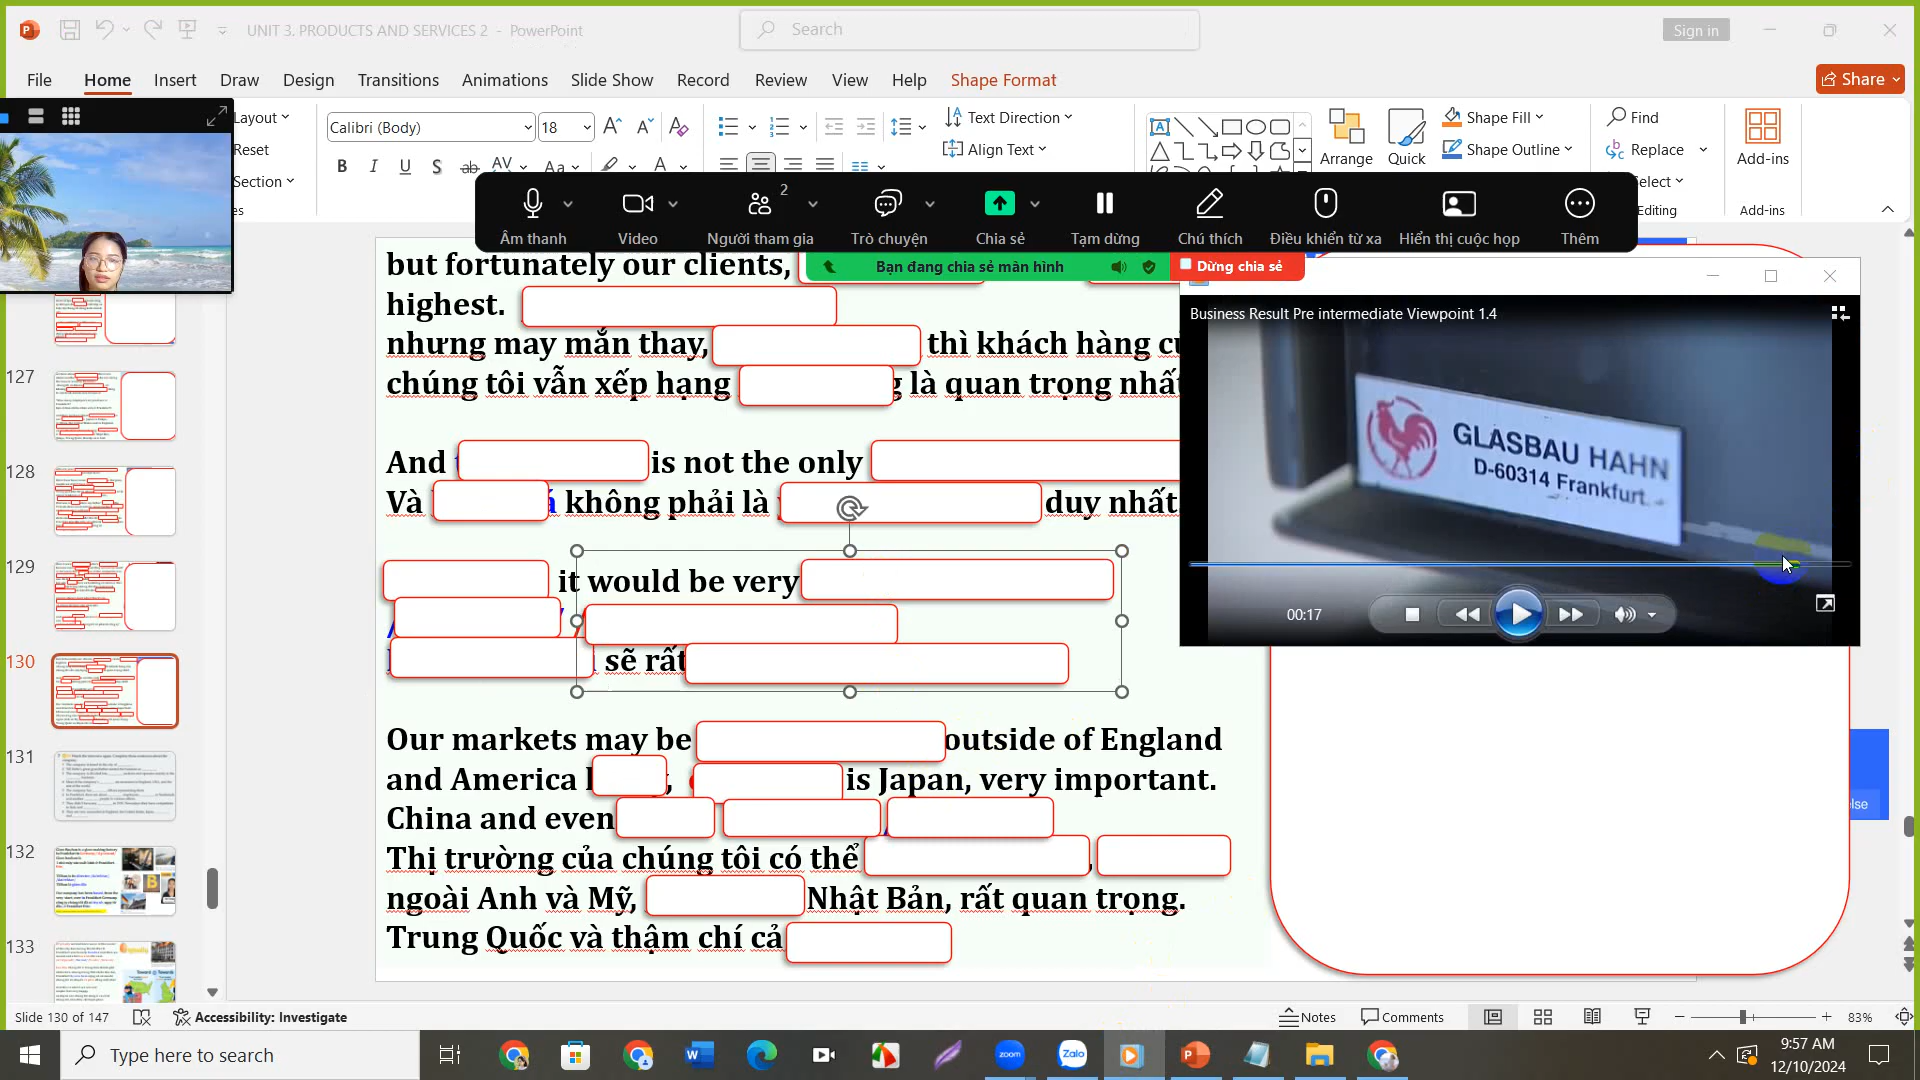 UNIT 3. PRODUCTS AND SERVICES 2 - PowerPoint
Search
Sign in
File
Home
Insert
Draw
Design
Transitions
Animations
Slide Show
Record
Review
View
Help
Shape Format
Share
Layout
Reset
Section
Calibri (Body)
18
Text Direction
Align Text
Arrange
Quick
Shape Fill
Shape Outline
Find
Replace
Select
Editing
Add-ins
Add-ins
Âm thanh
Video
2
Người tham gia
Trò chuyện
Chia sẻ
Tạm dừng
Chú thích
Điều khiển từ xa
Hiển thị cuộc họp
Thêm
Bạn đang chia sẻ màn hình
Dừng chia sẻ
but fortunately our clients,
highest.
nhưng may mắn thay, thì khách hàng
chúng tôi vẫn xếp hạng là quan trọng nhất
And is not the only
Và không phải là duy nhất.
it would be very
sẽ rất
Our markets may be outside of England
and America is Japan, very important.
China and even
Thị trường của chúng tôi có thể
ngoài Anh và Mỹ, Nhật Bản, rất quan trọng.
Trung Quốc và thậm chí cả
Business Result Pre intermediate Viewpoint 1.4
GLASBAU HAHN
D-60314 Frankfurt
00:17
127
128
129
130
131
132
133
Slide 130 of 147
Accessibility: Investigate
Notes
Comments
83%
Type here to search
zoom
Zalo
9:57 AM
12/10/2024